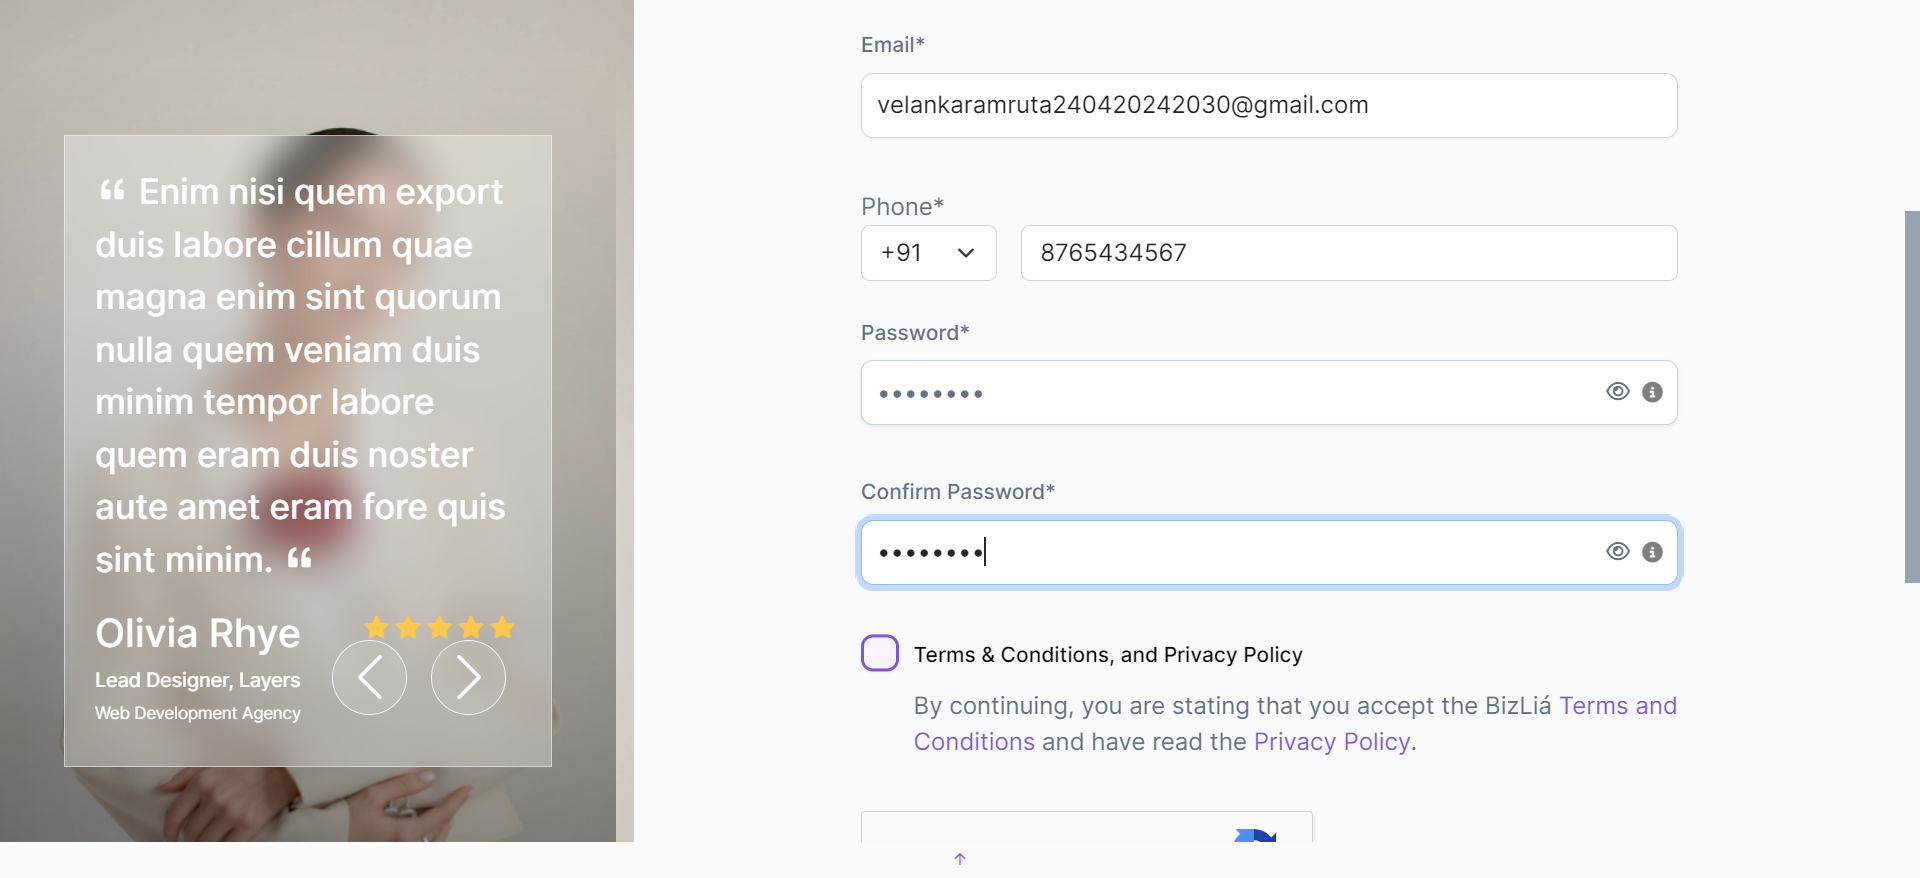 “ Enim nisi quem export
duis labore cillum quae
magna enim sint quorum
nulla quem veniam duis
minim tempor labore
quem eram duis noster
aute amet eram fore quis
sint minim. “
Olivia Rhye
Lead Designer, Layers
Web Development Agency
Email*
velankaramruta240420242030@gmail.com
Phone*
+91 8765434567
Password*
••••••••
Confirm Password*
••••••••
Terms & Conditions, and Privacy Policy
By continuing, you are stating that you accept the BizLiá Terms and
Conditions and have read the Privacy Policy.